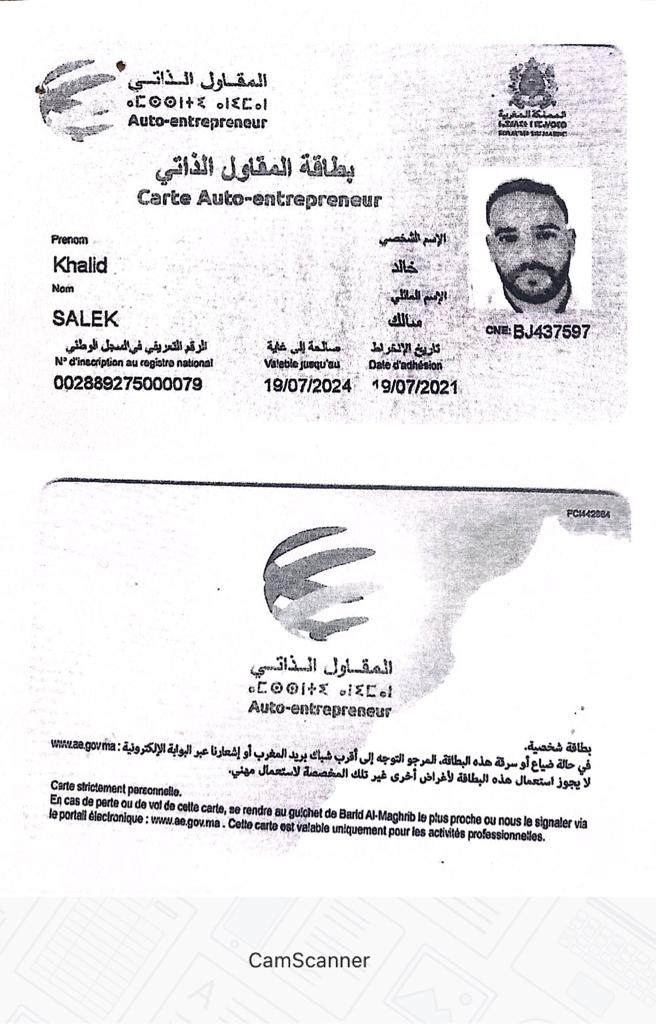 المقاول الذاتي
ⴰⵎⵙⵙⵉⵜⵉ ⴰⵏⵉⵎⴰⵏ
Auto-entrepreneur
المملكة المغربية
بطاقة المقاول الذاتي
Carte Auto-entrepreneur
Prenom
الإسم الشخصي
Khalid
خالد
Nom
الإسم العائلي
SALEK
سالك
CNE: BJ437597
الرقم التعريفي في السجل الوطني
صالحة إلى غاية
تاريخ الإنخراط
N° d'inscription au registre national
Valable jusqu'au
Date d'adhésion
002889275000079
19/07/2024
19/07/2021
المقاول الذاتي
Auto-entrepreneur
بطاقة شخصية.
في حالة ضياع أو سرقة هذه البطاقة، المرجو التوجه إلى أقرب شباك بريد المغرب أو إشعارنا عبر البوابة الإلكترونية : www.ae.gov.ma
لا يجوز استعمال هذه البطاقة لأغراض أخرى غير تلك المخصصة لاستعمال مهني.
Carte strictement personnelle.
En cas de perte ou de vol de cette carte, se rendre au guichet de Barid Al-Maghrib le plus proche ou nous le signaler via
le portail électronique : www.ae.gov.ma . Cette carte est valable uniquement pour les activités professionnelles.
CamScanner